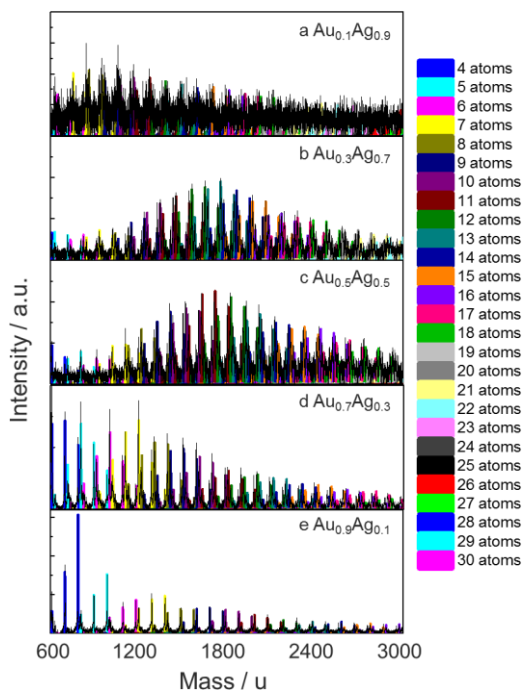 a Au0.1Ag0.9
b Au0.3Ag0.7
c Au0.5Ag0.5
d Au0.7Ag0.3
e Au0.9Ag0.1
Intensity / a.u.
600 1200 1800 2400 3000
Mass / u
4 atoms
5 atoms
6 atoms
7 atoms
8 atoms
9 atoms
10 atoms
11 atoms
12 atoms
13 atoms
14 atoms
15 atoms
16 atoms
17 atoms
18 atoms
19 atoms
20 atoms
21 atoms
22 atoms
23 atoms
24 atoms
25 atoms
26 atoms
27 atoms
28 atoms
29 atoms
30 atoms